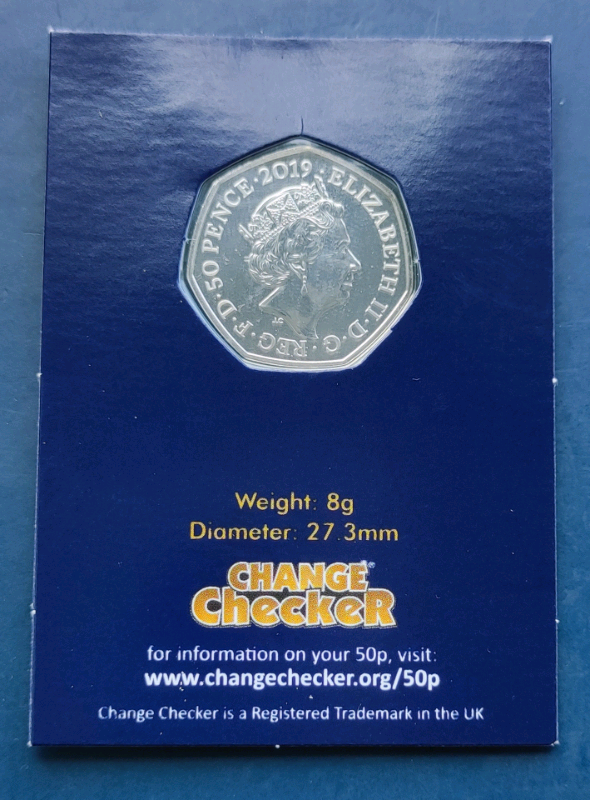 ELIZABETH II · D · G · REG · F · D · 50 PENCE · 2019 ·
JC
Weight: 8g
Diameter: 27.3mm
CHANGE®
CHECKER
for information on your 50p, visit:
www.changechecker.org/50p
Change Checker is a Registered Trademark in the UK